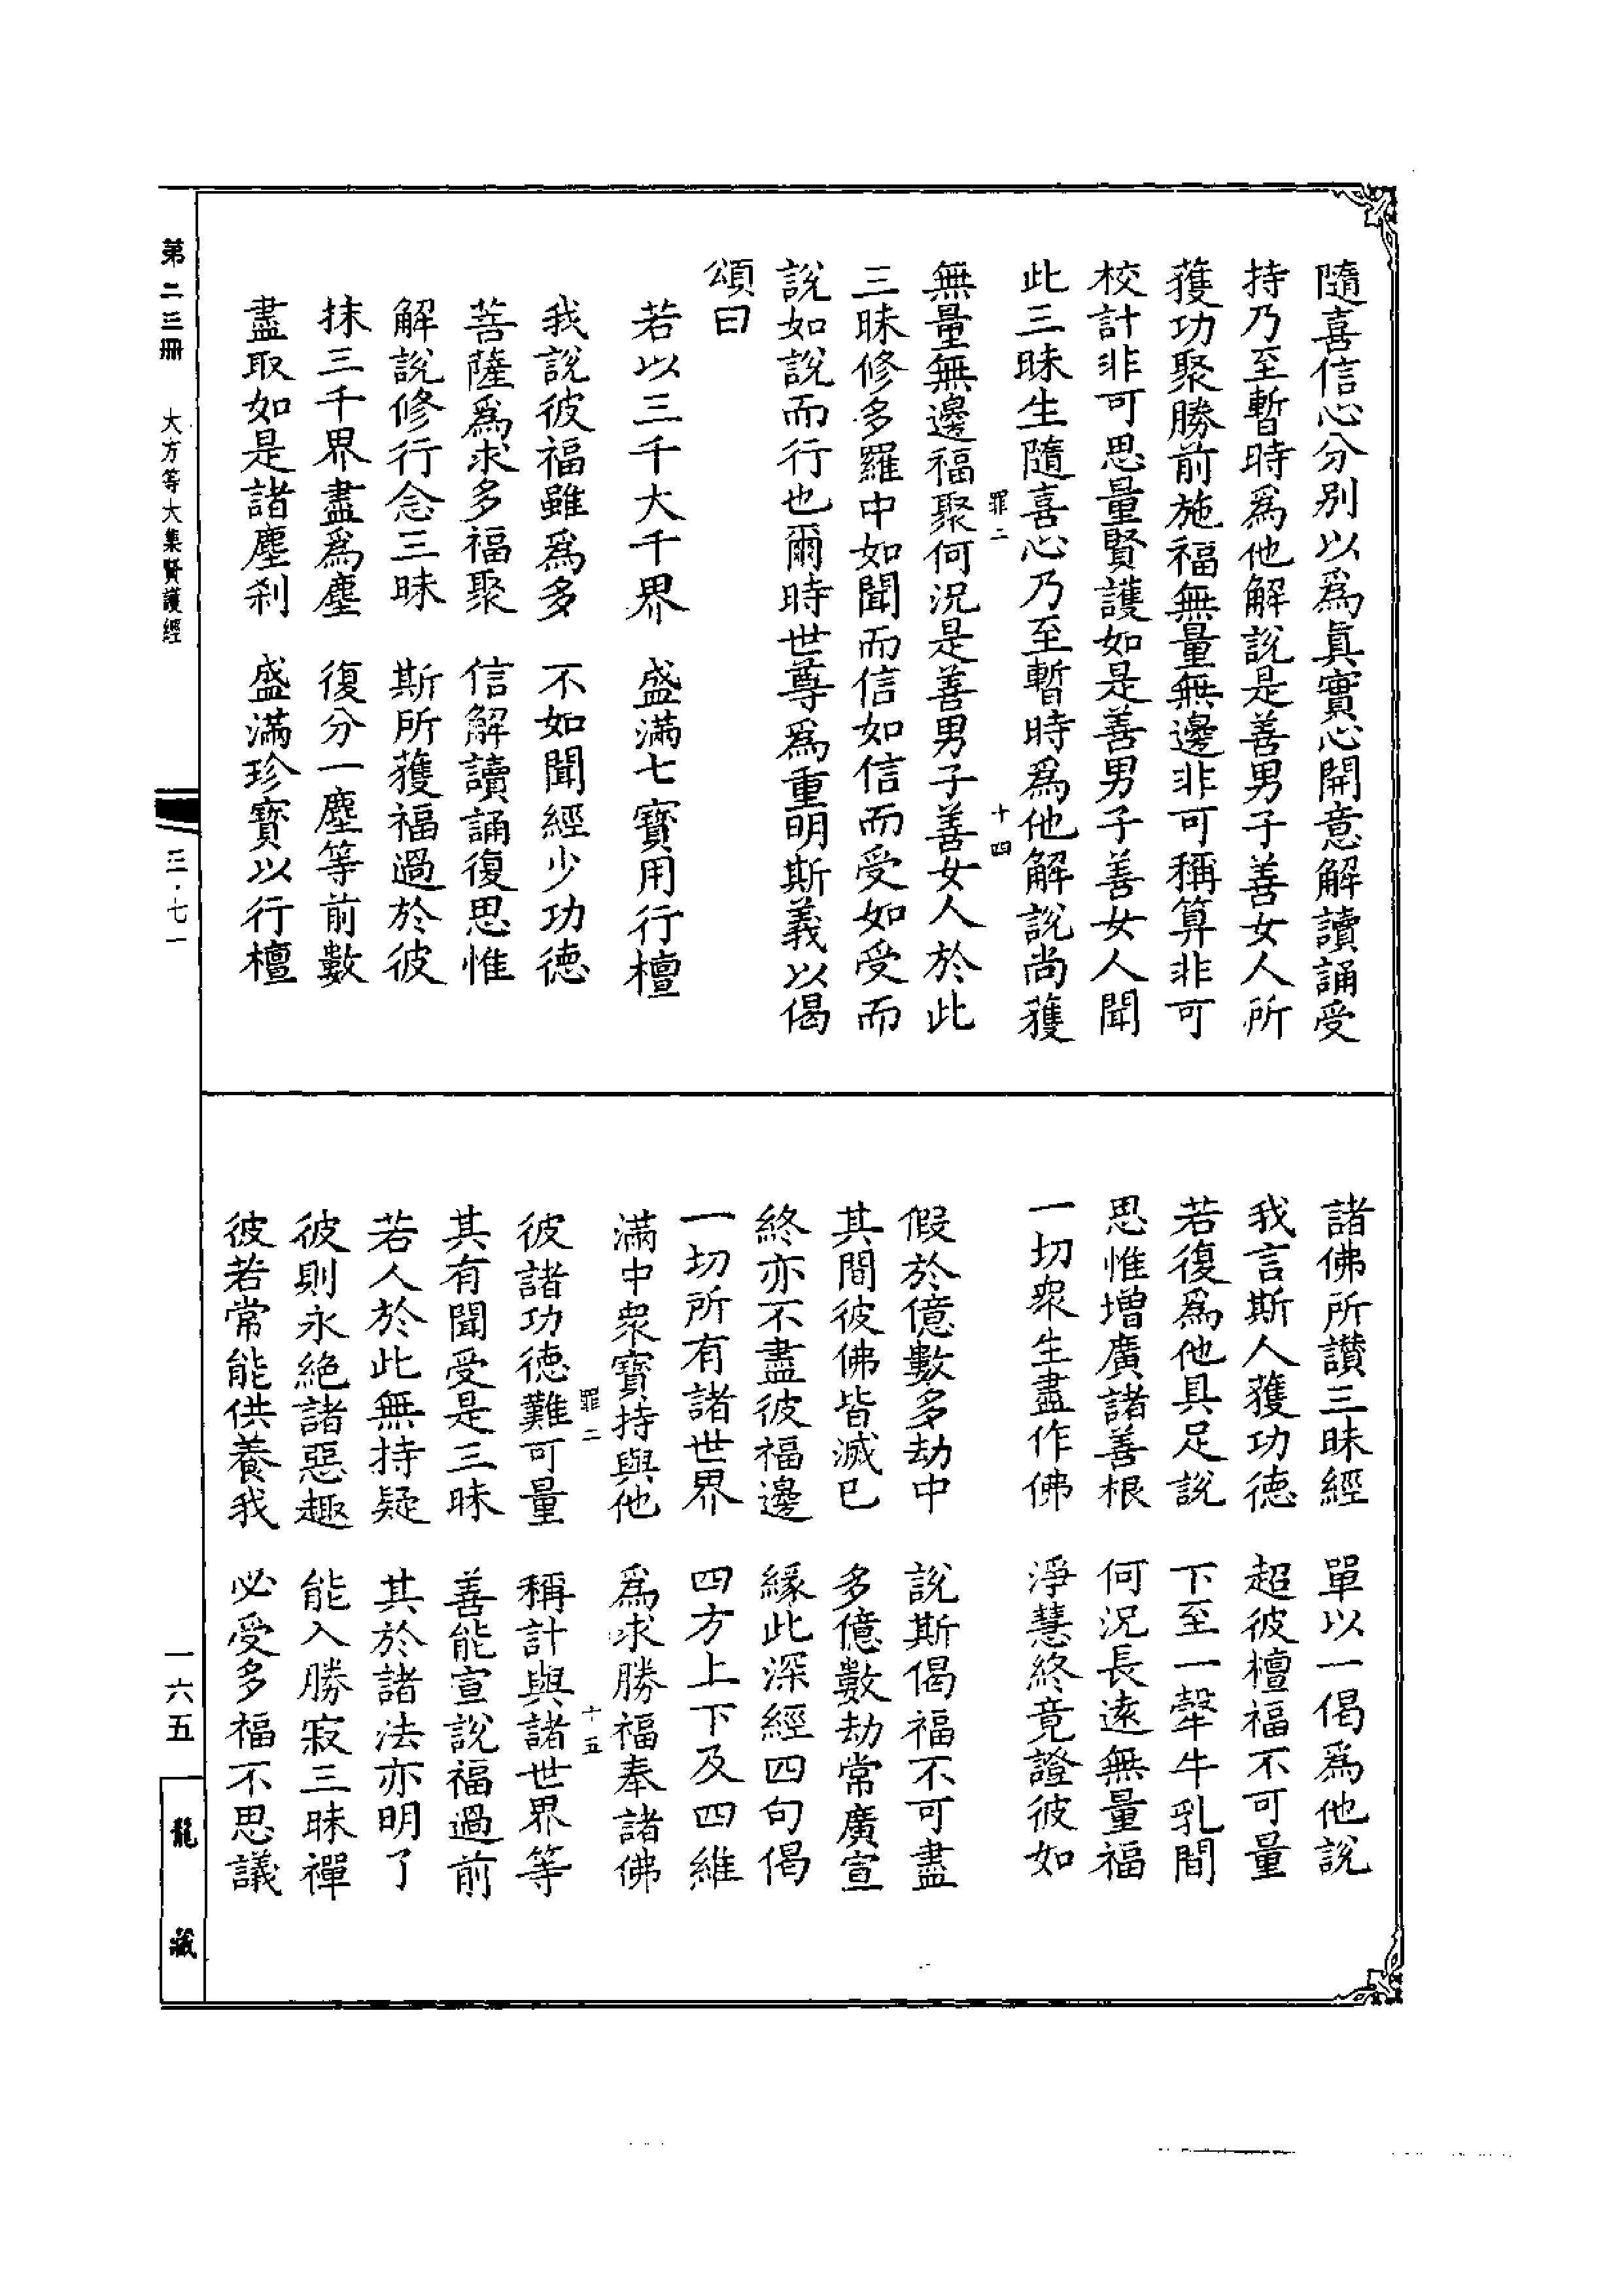 隨喜信心分別以爲眞實心開意解讀誦受
持乃至暫時爲他解說是善男子善女人所
獲功聚勝前施福無量無邊非可稱算非可
校計非可思量賢護如是善男子善女人聞
此三昧生隨喜心乃至暫時爲他解說尚獲
罪二　十四
無量無邊福聚何況是善男子善女人於此
三昧修多羅中如聞而信如信而受如受而
說如說而行也爾時世尊爲重明斯義以偈
頌曰
若以三千大千界　盛滿七寶用行檀
我說彼福雖爲多　不如聞經少功德
菩薩爲求多福聚　信解讀誦復思惟
解說修行念三昧　斯所獲福過於彼
抹三千界盡爲塵　復分一塵等前數
盡取如是諸塵刹　盛滿珍寶以行檀
諸佛所讃三昧經　單以一偈爲他說
我言斯人獲功德　超彼檀福不可量
若復爲他具足說　下至一犛牛乳間
思惟增廣諸善根　何況長遠無量福
一切衆生盡作佛　淨慧終竟證彼如
假於億數多劫中　說斯偈福不可盡
其間彼佛皆滅已　多億數劫常廣宣
終亦不盡彼福邊　緣此深經四句偈
一切所有諸世界　四方上下及四維
滿中衆寶持與他　爲求勝福奉諸佛
罪二　十五
彼諸功德難可量　稱計與諸世界等
其有聞受是三昧　善能宣說福過前
若人於此無持疑　其於諸法亦明了
彼則永絕諸惡趣　能入勝寂三昧禪
彼若常能供養我　必受多福不思議
第二三冊　大方等大集賢護經　三·七一
一六五　龍藏